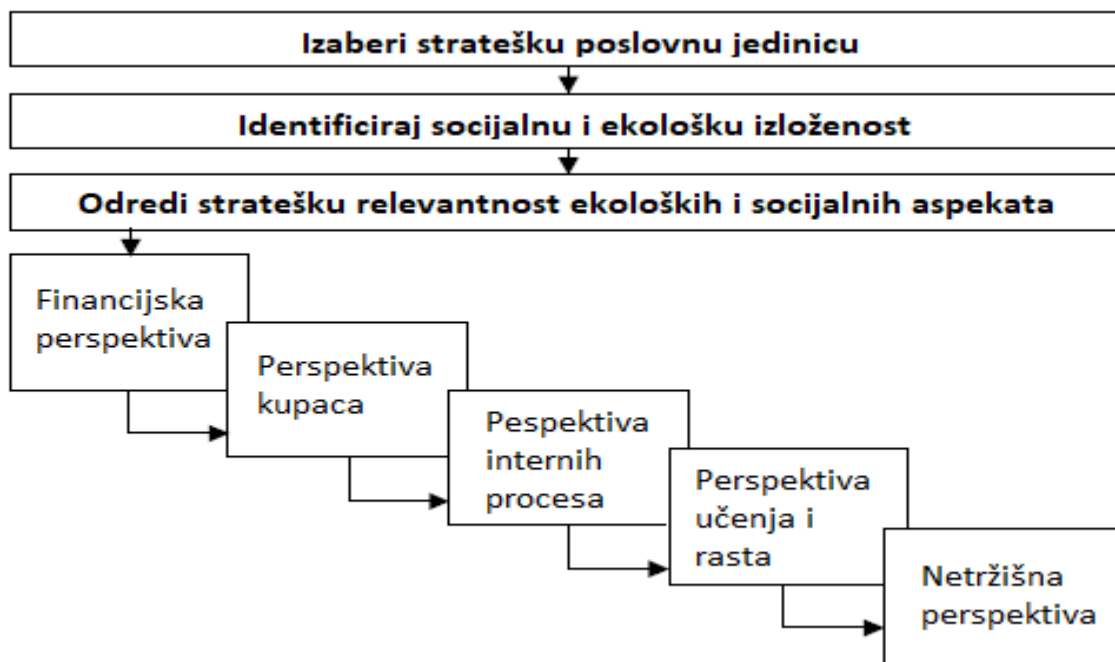 Izaberi stratešku poslovnu jedinicu
Identificiraj socijalnu i ekološku izloženost
Odredi stratešku relevantnost ekoloških i socijalnih aspekata
Financijska
perspektiva
Perspektiva
kupaca
Pespektiva
internih
procesa
Perspektiva
učenja i
rasta
Netržišna
perspektiva